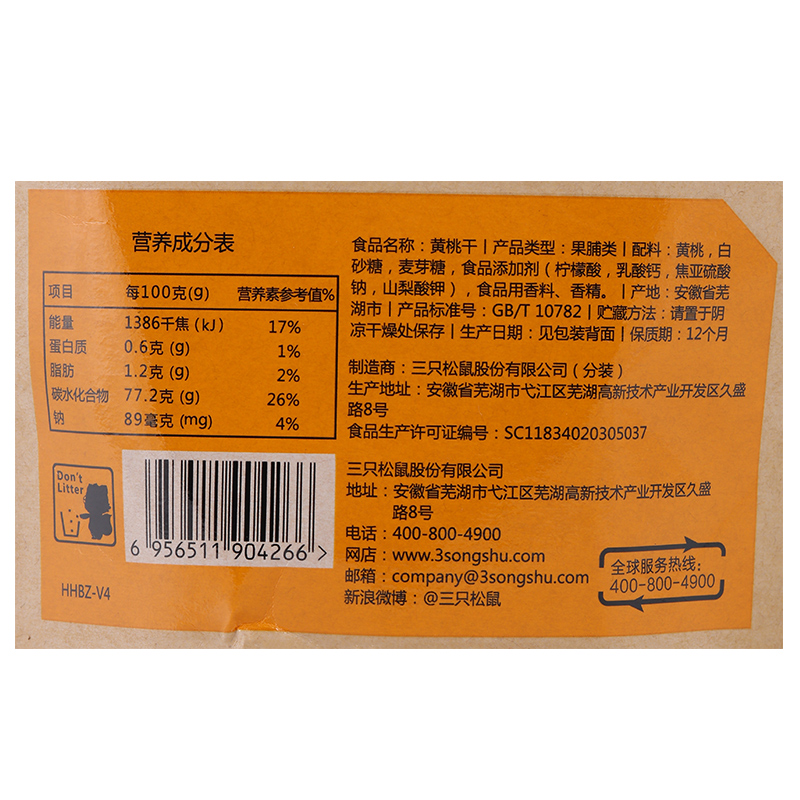 营养成分表
项目 每100克(g) 营养素参考值%
能量 1386千焦(kJ) 17%
蛋白质 0.6克(g) 1%
脂肪 1.2克(g) 2%
碳水化合物 77.2克(g) 26%
钠 89毫克(mg) 4%
Don't
Litter
6 956511 904266 >
HHBZ-V4
食品名称：黄桃干丨产品类型：果脯类丨配料：黄桃，白
砂糖，麦芽糖，食品添加剂（柠檬酸，乳酸钙，焦亚硫酸
钠，山梨酸钾），食品用香料、香精。丨产地：安徽省芜
湖市丨产品标准号：GB/T 10782丨贮藏方法：请置于阴
凉干燥处保存丨生产日期：见包装背面丨保质期：12个月
制造商：三只松鼠股份有限公司（分装）
生产地址：安徽省芜湖市弋江区芜湖高新技术产业开发区久盛
路8号
食品生产许可证编号：SC11834020305037
三只松鼠股份有限公司
地址：安徽省芜湖市弋江区芜湖高新技术产业开发区久盛
路8号
电话：400-800-4900
网店：www.3songshu.com
邮箱：company@3songshu.com
新浪微博：@三只松鼠
全球服务热线：
400-800-4900